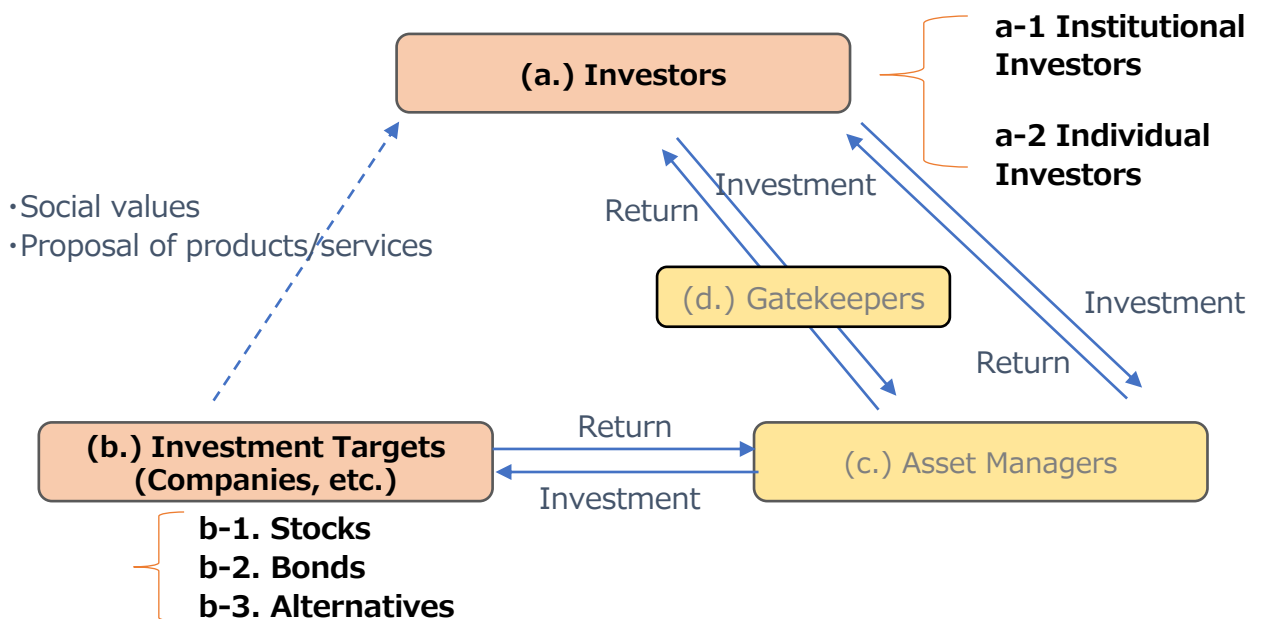 a-1 Institutional
Investors
(a.) Investors
a-2 Individual
Investors
Investment
Return
・Social values
・Proposal of products/services
(d.) Gatekeepers
Investment
Return
(b.) Investment Targets
(Companies, etc.)
Return
(c.) Asset Managers
Investment
b-1. Stocks
b-2. Bonds
b-3. Alternatives